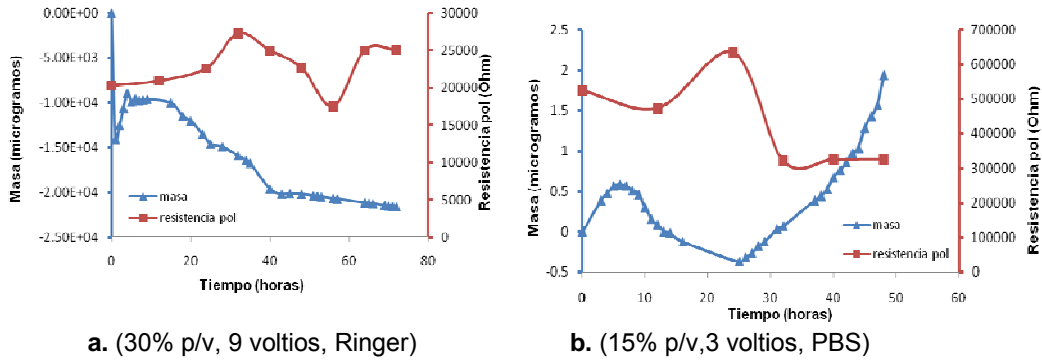 0.00E+00
-5.00E+03
-1.00E+04
-1.50E+04
-2.00E+04
-2.50E+04
Masa (microgramos)
30000
25000
20000
15000
10000
5000
0
Resistencia pol (Ohm)
masa
resistencia pol
0 20 40 60 80
Tiempo (horas)
a. (30% p/v, 9 voltios, Ringer)
2.5
2
1.5
1
0.5
0
-0.5
Masa (microgramos)
700000
600000
500000
400000
300000
200000
100000
0
Resistencia pol (Ohm)
masa
resistencia pol
0 10 20 30 40 50 60
Tiempo (horas)
b. (15% p/v,3 voltios, PBS)